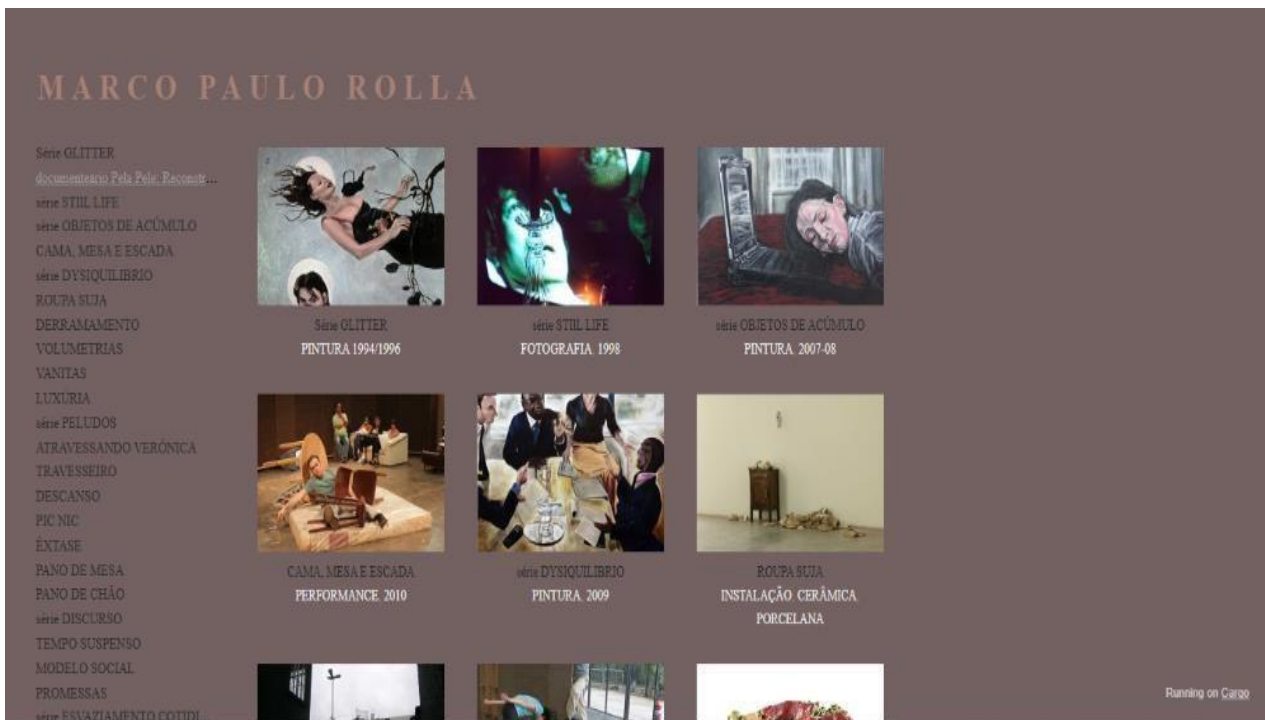 MARCO PAULO ROLLA
Série GLITTER
documenteario Pela Pele: Reconstr...
série STIIL LIFE
série OBJETOS DE ACÚMULO
CAMA, MESA E ESCADA
série DYSIQUILIBRIO
ROUPA SUJA
DERRAMAMENTO
VOLUMETRIAS
VANITAS
LUXÚRIA
série PELUDOS
ATRAVESSANDO VERÔNICA
TRAVESSEIRO
DESCANSO
PIC NIC
ÊXTASE
PANO DE MESA
PANO DE CHÃO
série DISCURSO
TEMPO SUSPENSO
MODELO SOCIAL
PROMESSAS
série ESVAZIAMENTO COTIDI...
Série GLITTER
PINTURA 1994/1996
série STIIL LIFE
FOTOGRAFIA. 1998
série OBJETOS DE ACÚMULO
PINTURA. 2007-08
CAMA, MESA E ESCADA
PERFORMANCE. 2010
série DYSIQUILIBRIO
PINTURA. 2009
ROUPA SUJA
INSTALAÇÃO. CERÂMICA.
PORCELANA
Running on Cargo